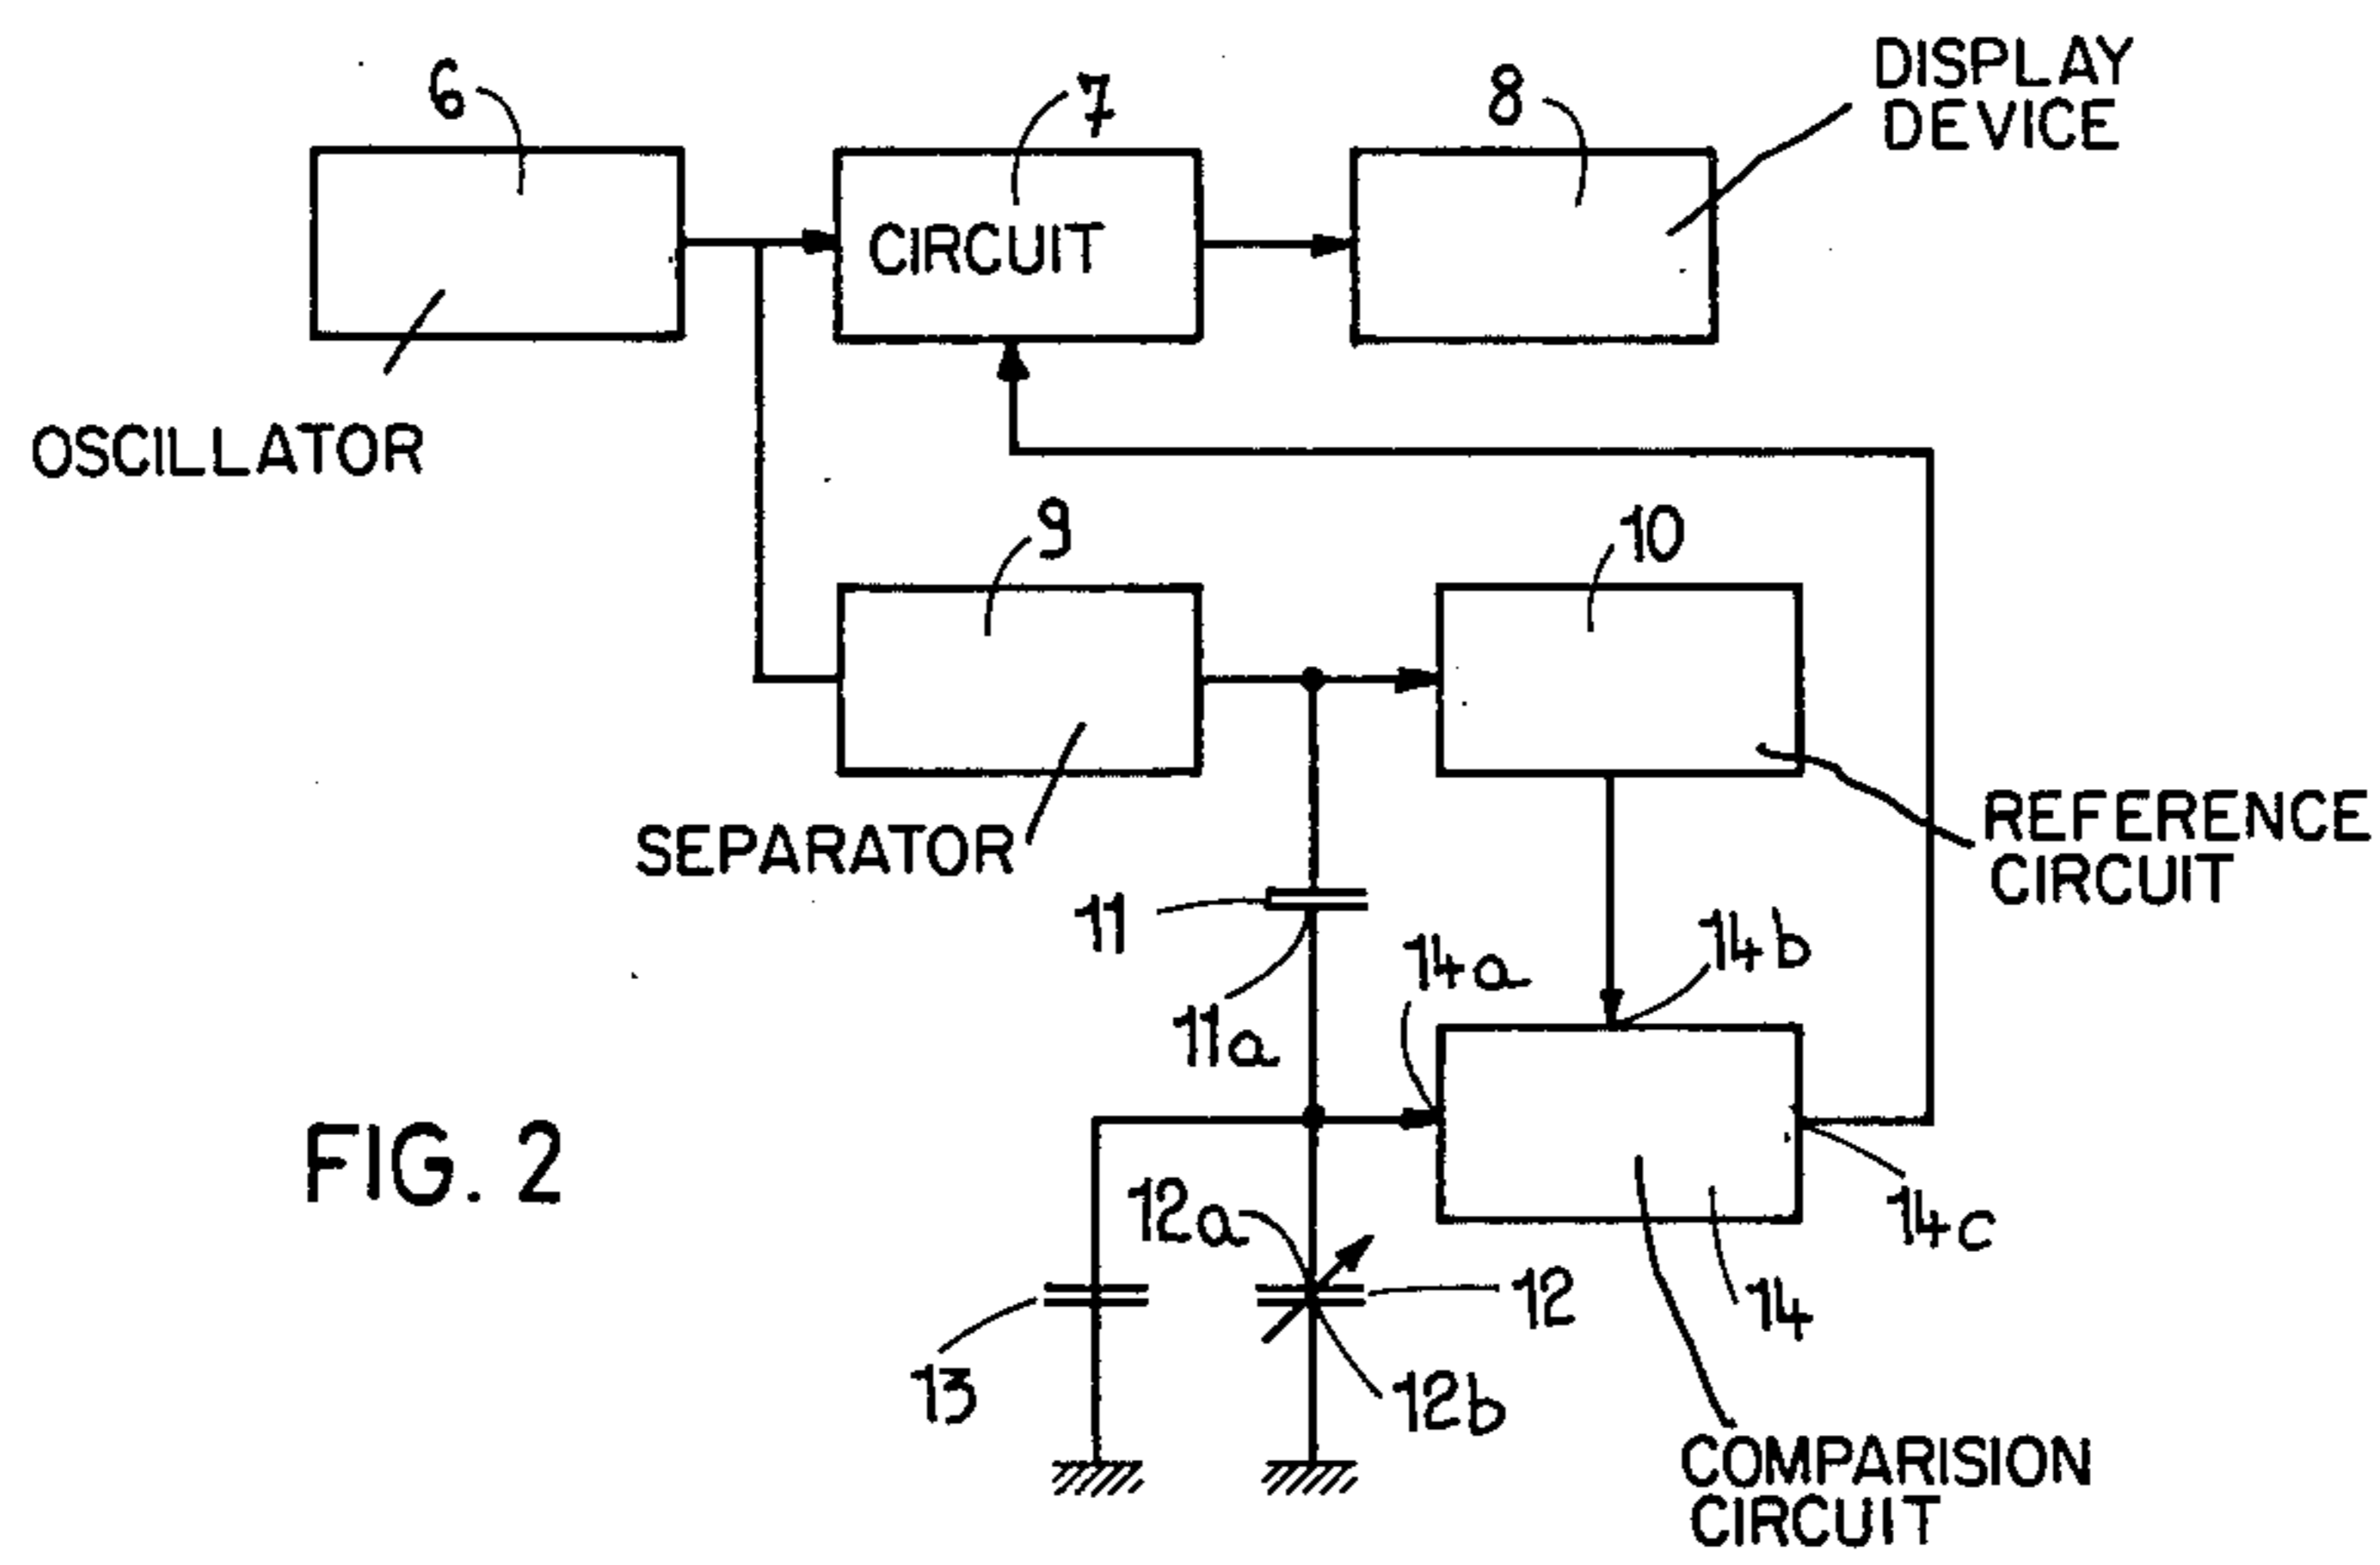 6
7
8
DISPLAY
DEVICE
CIRCUIT
OSCILLATOR
9
10
SEPARATOR
REFERENCE
CIRCUIT
11
11a
14a
14b
FIG. 2
12a
12
14c
14
13
12b
COMPARISION
CIRCUIT